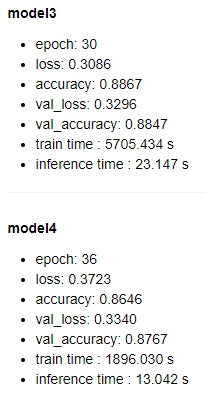 model3
epoch: 30
loss: 0.3086
accuracy: 0.8867
val_loss: 0.3296
val_accuracy: 0.8847
train time : 5705.434 s
inference time : 23.147 s
model4
epoch: 36
loss: 0.3723
accuracy: 0.8646
val_loss: 0.3340
val_accuracy: 0.8767
train time : 1896.030 s
inference time : 13.042 s